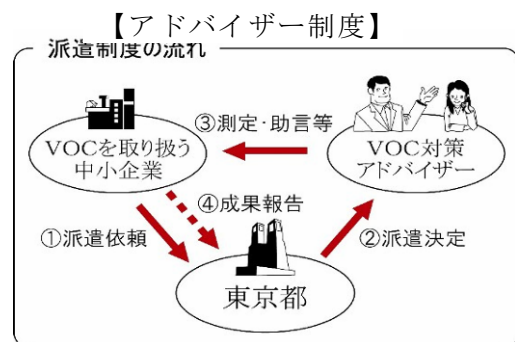 【アドバイザー制度】
派遣制度の流れ
VOCを取り扱う
中小企業
③測定・助言等
VOC対策
アドバイザー
④成果報告
①派遣依頼
②派遣決定
東京都